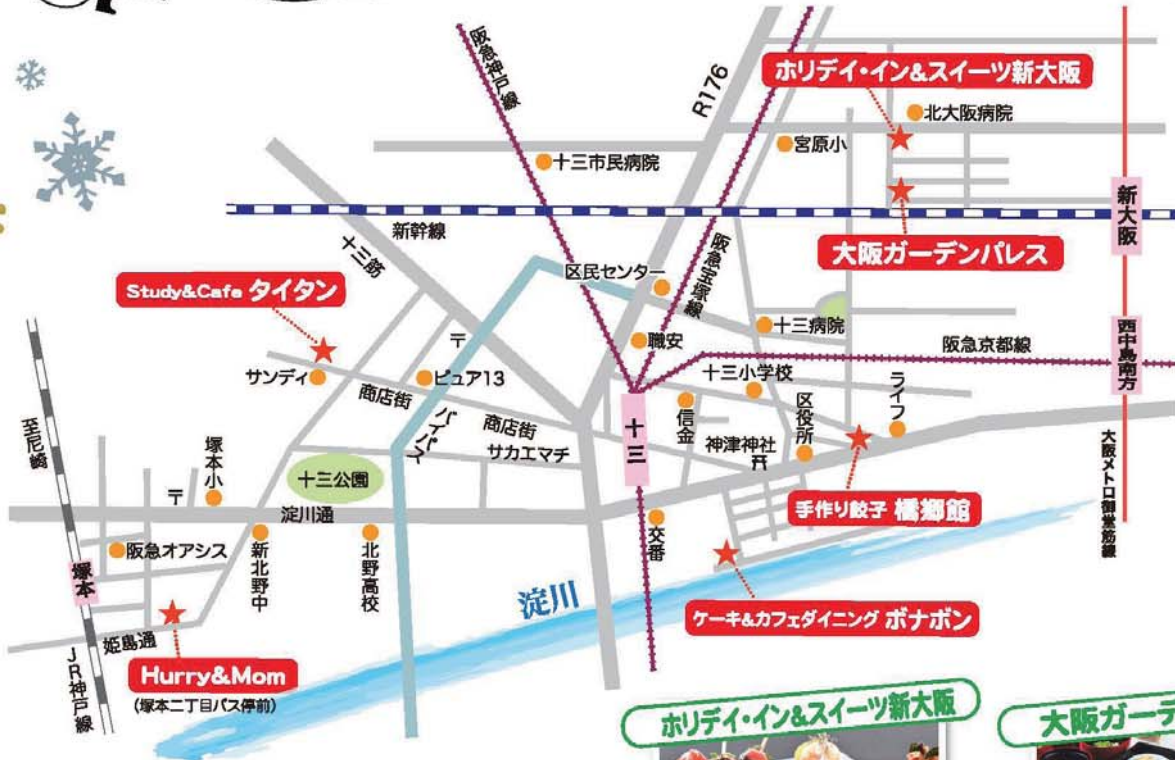 阪急神戸線
R176
ホリデイ・イン&スイーツ新大阪
北大阪病院
宮原小
十三市民病院
新大阪
新幹線
十三筋
阪急宝塚線
大阪ガーデンパレス
区民センター
Study&Cafe タイタン
〒
職安
十三病院
阪急京都線
西中島南方
サンディ
ピュア13
十三小学校
ライフ
商店街
バイパス
商店街
サカエマチ
十三
信金
区役所
神津神社
至尼崎
塚本小
〒
十三公園
淀川通
手作り餃子 橘郷館
大阪メトロ御堂筋線
阪急オアシス
新北野中
北野高校
交番
塚本
淀川
ケーキ&カフェダイニング ボナボン
姫島通
JR神戸線
Hurry&Mom
(塚本二丁目バス停前)
ホリデイ・イン&スイーツ新大阪
大阪ガーデ